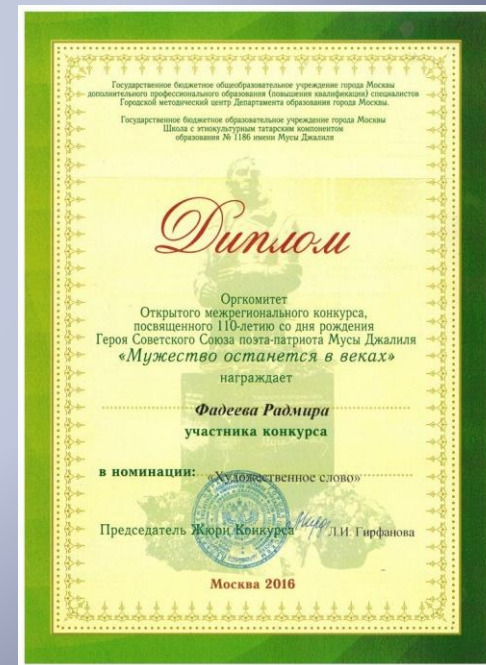 Государственное бюджетное общеобразовательное учреждение города Москвы
дополнительного профессионального образования (повышения квалификации) специалистов
Городской методический центр Департамента образования города Москвы.
Государственное бюджетное образовательное учреждение города Москвы
Школа с этнокультурным татарским компонентом
образования № 1186 имени Мусы Джалиля
Диплом
Оргкомитет
Открытого межрегионального конкурса,
посвященного 110-летию со дня рождения
Героя Советского Союза поэта-патриота Мусы Джалиля
«Мужество останется в веках»
награждает
Фадеева Радмира
участника конкурса
в номинации: «Художественное слово»
Председатель Жюри Конкурса Л.И. Гирфанова
Москва 2016